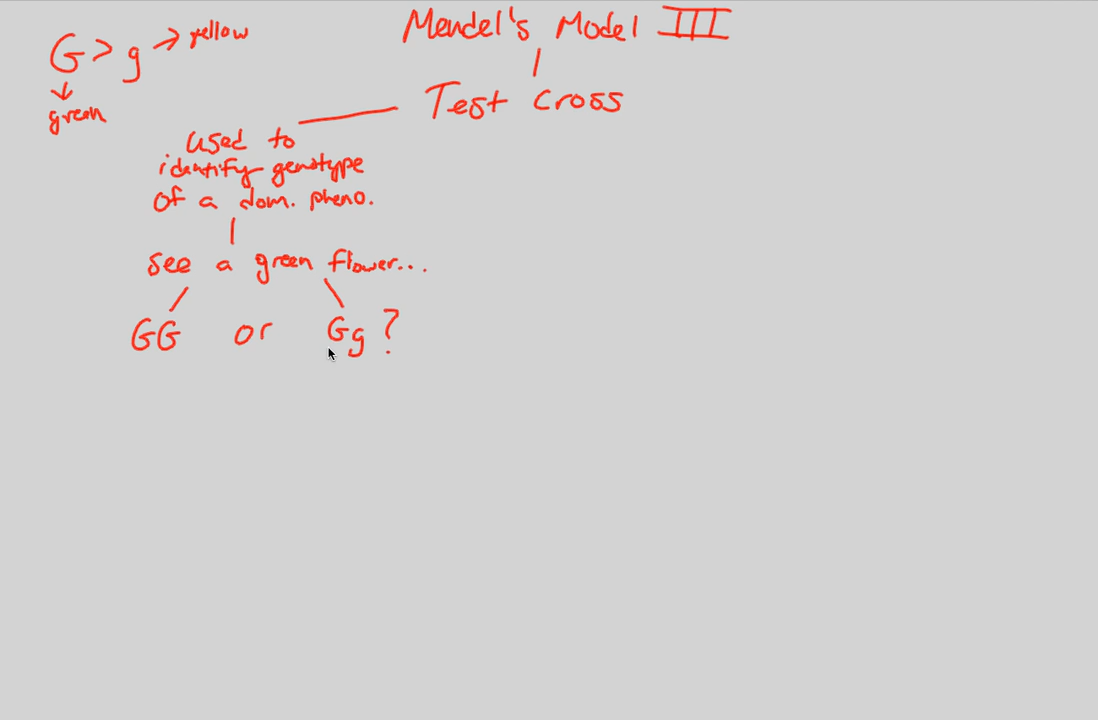 Mendel's Model III
G > g → yellow
↓
green
Test Cross
used to
identify genotype
of a dom. pheno.
see a green flower...
GG or Gg?